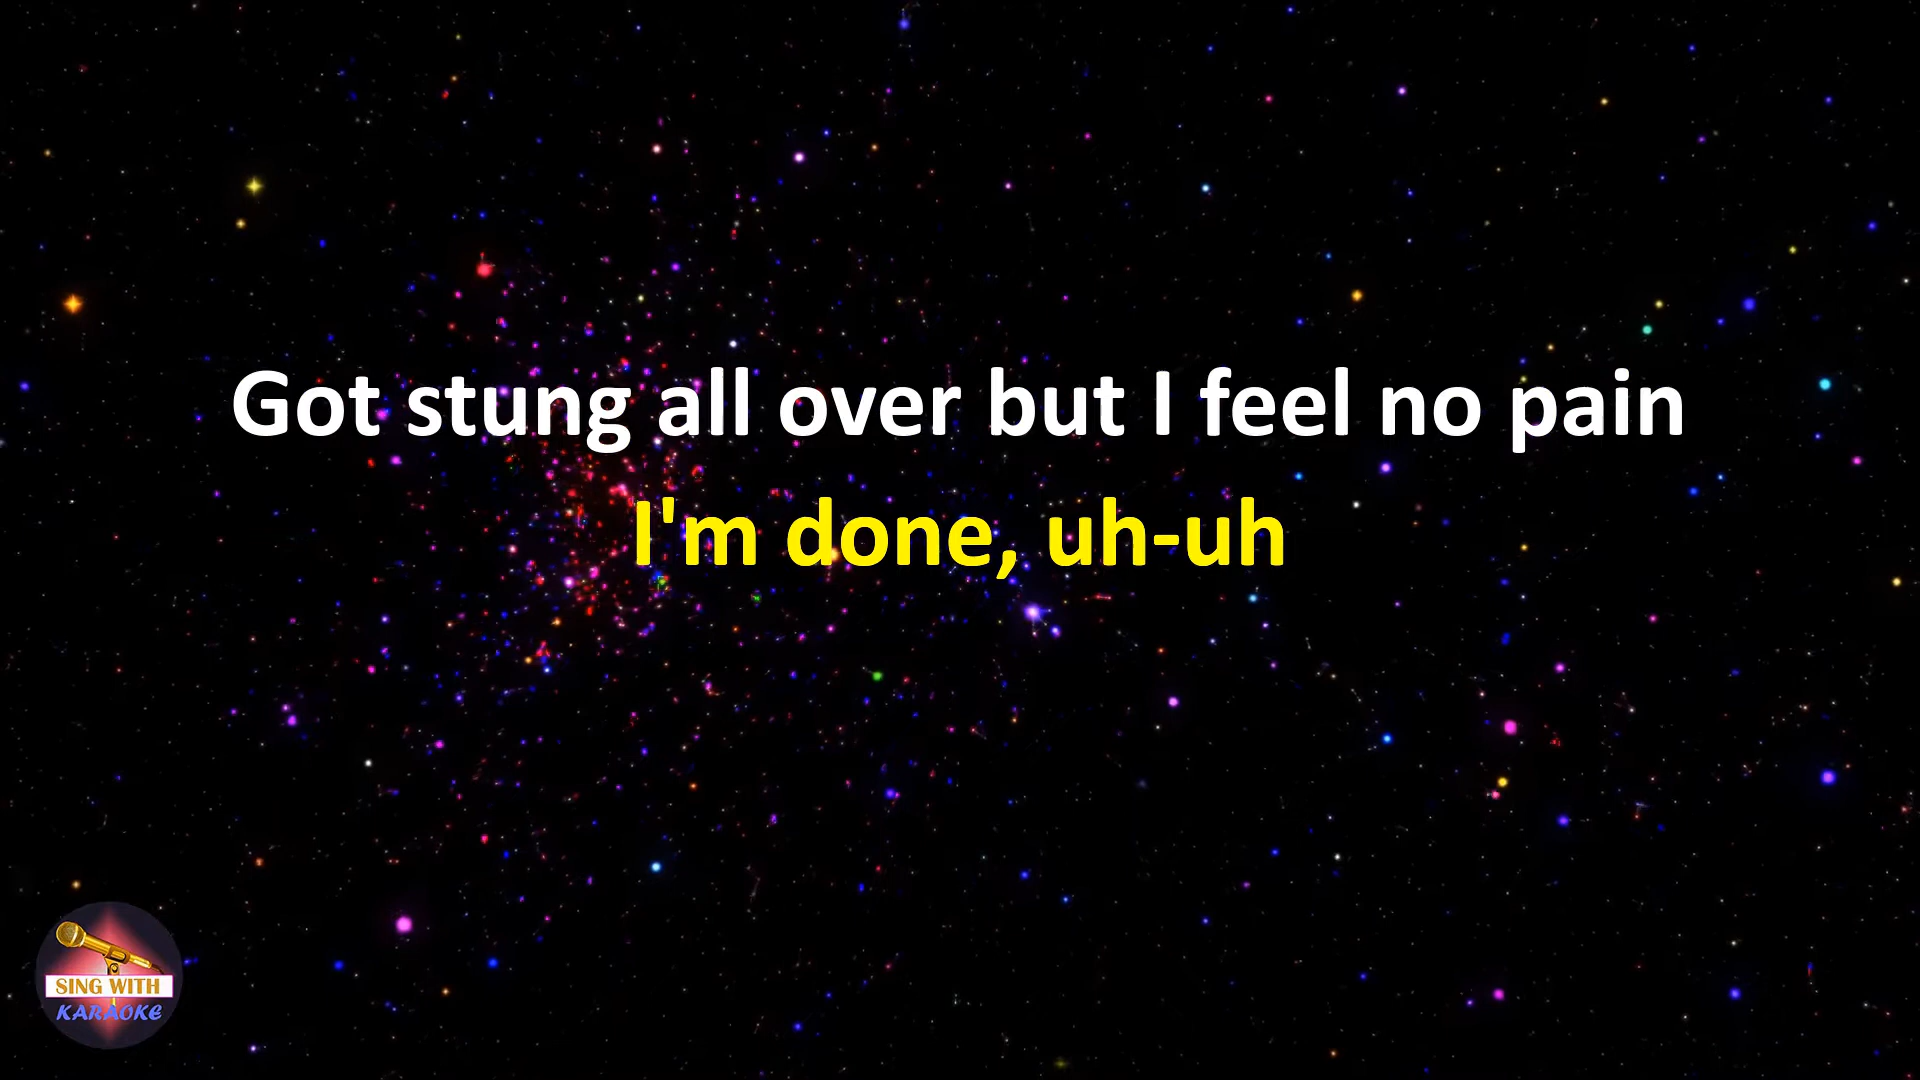 Got stung all over but I feel no pain
I'm done, uh-uh
SING WITH
KARAOKE